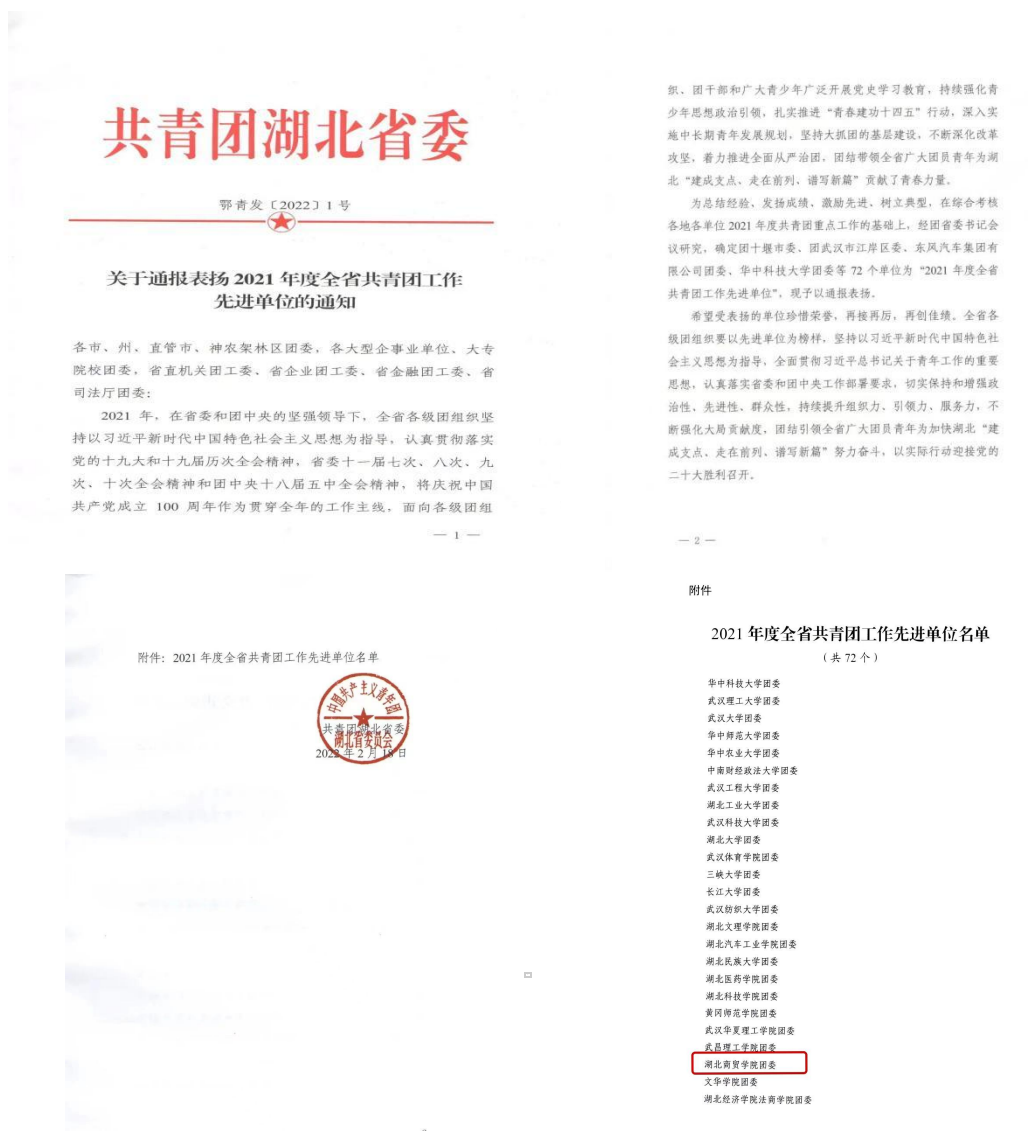 共青团湖北省委
鄂青发〔2022〕1 号
关于通报表扬 2021 年度全省共青团工作
先进单位的通知
各市、州、直管市、神农架林区团委，各大型企事业单位、大专
院校团委，省直机关团工委、省企业团工委、省金融团工委、省
司法厅团委：
2021 年，在省委和团中央的坚强领导下，全省各级团组织坚
持以习近平新时代中国特色社会主义思想为指导，认真贯彻落实
党的十九大和十九届历次全会精神，省委十一届七次、八次、九
次、十次全会精神和团中央十八届五中全会精神，将庆祝中国
共产党成立 100 周年作为贯穿全年的工作主线，面向各级团组
— 1 —
织、团干部和广大青少年广泛开展党史学习教育，持续强化青
少年思想政治引领，扎实推进“青春建功十四五”行动，深入实
施中长期青年发展规划，坚持大抓团的基层建设，不断深化改革
攻坚，着力推进全面从严治团，团结带领全省广大团员青年为湖
北“建成支点、走在前列、谱写新篇”贡献了青春力量。
为总结经验、发扬成绩、激励先进、树立典型，在综合考核
各地各单位 2021 年度共青团重点工作的基础上，经团省委书记会
议研究，确定团十堰市委、团武汉市江岸区委、东风汽车集团有
限公司团委、华中科技大学团委等 72 个单位为“2021 年度全省
共青团工作先进单位”，现予以通报表扬。
希望受表扬的单位珍惜荣誉，再接再厉，再创佳绩。全省各
级团组织要以先进单位为榜样，坚持以习近平新时代中国特色社
会主义思想为指导，全面贯彻习近平总书记关于青年工作的重要
思想，认真落实省委和团中央工作部署要求，切实保持和增强政
治性、先进性、群众性，持续提升组织力、引领力、服务力，不
断强化大局贡献度，团结引领全省广大团员青年为加快湖北“建
成支点、走在前列、谱写新篇”努力奋斗，以实际行动迎接党的
二十大胜利召开。
— 2 —
附件：2021 年度全省共青团工作先进单位名单
中国共产主义青年团
共青团湖北省委
湖北省委员会
2022 年 2 月 18 日
附件
2021 年度全省共青团工作先进单位名单
（共 72 个）
华中科技大学团委
武汉理工大学团委
武汉大学团委
华中师范大学团委
华中农业大学团委
中南财经政法大学团委
武汉工程大学团委
湖北工业大学团委
武汉科技大学团委
湖北大学团委
武汉体育学院团委
三峡大学团委
长江大学团委
武汉纺织大学团委
湖北文理学院团委
湖北汽车工业学院团委
湖北民族大学团委
湖北医药学院团委
湖北科技学院团委
黄冈师范学院团委
武汉华夏理工学院团委
武昌理工学院团委
湖北商贸学院团委
文华学院团委
湖北经济学院法商学院团委